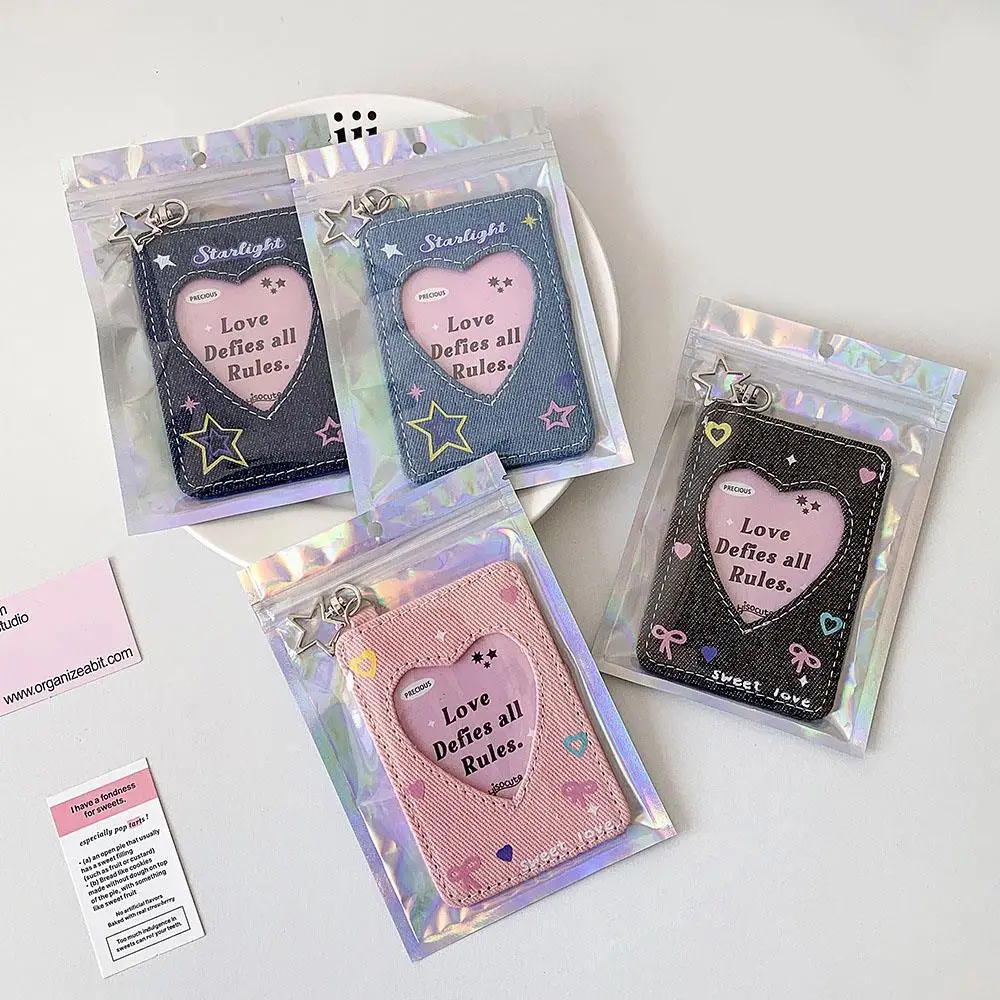 iii
Starlight
PRECIOUS
Love
Defies all
Rules.
Starlight
PRECIOUS
Love
Defies all
Rules.
PRECIOUS
Love
Defies all
Rules.
sweet love
PRECIOUS
Love
Defies all
Rules.
sweet love
www.organizeabit.com
I have a fondness
for sweets.
especially pop tarts!
• (a) an open pie that usually
has a sweet filling
(such as fruit or custard)
• (b) Bread like cookies
made without dough on top
of the pie, with something
like sweet fruit
No artificial flavors
Baked with real strawberry
Too much indulgence in
sweets can rot your teeth.